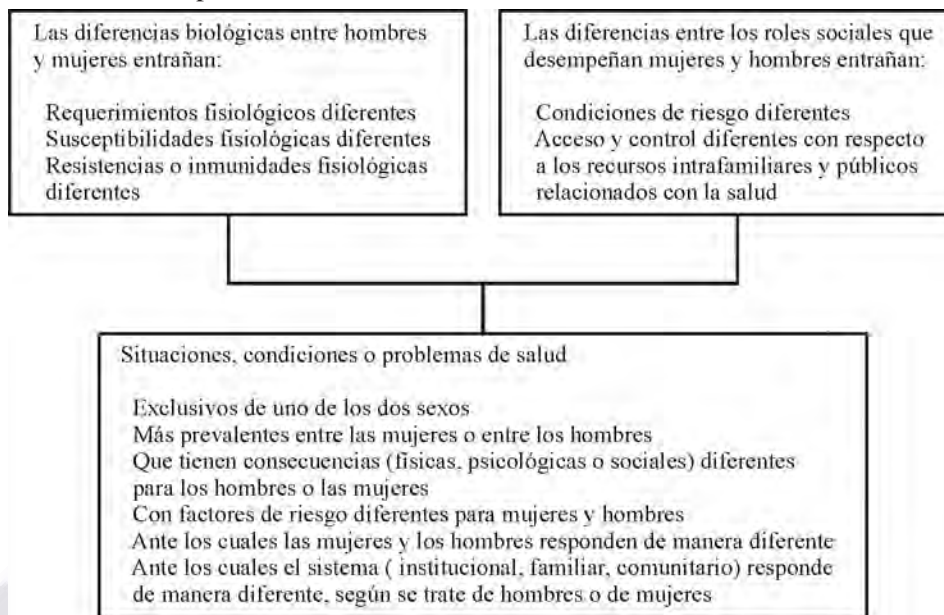 Las diferencias biológicas entre hombres
y mujeres entrañan:
Requerimientos fisiológicos diferentes
Susceptibilidades fisiológicas diferentes
Resistencias o inmunidades fisiológicas
diferentes
Las diferencias entre los roles sociales que
desempeñan mujeres y hombres entrañan:
Condiciones de riesgo diferentes
Acceso y control diferentes con respecto
a los recursos intrafamiliares y públicos
relacionados con la salud
Situaciones, condiciones o problemas de salud
Exclusivos de uno de los dos sexos
Más prevalentes entre las mujeres o entre los hombres
Que tienen consecuencias (físicas, psicológicas o sociales) diferentes
para los hombres o las mujeres
Con factores de riesgo diferentes para mujeres y hombres
Ante los cuales las mujeres y los hombres responden de manera diferente
Ante los cuales el sistema ( institucional, familiar, comunitario) responde
de manera diferente, según se trate de hombres o de mujeres